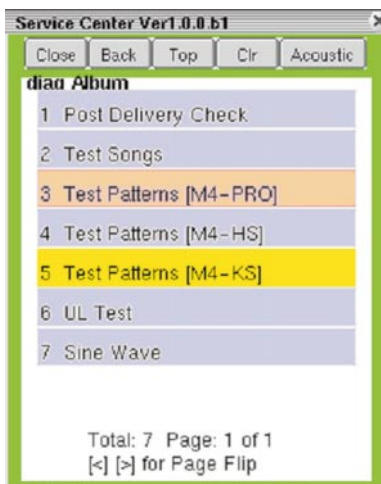 Service Center Ver1.0.0.b1
Close Back Top Clr Acoustic
diag Album
1 Post Delivery Check
2 Test Songs
3 Test Patterns [M4-PRO]
4 Test Patterns [M4-HS]
5 Test Patterns [M4-KS]
6 UL Test
7 Sine Wave
Total: 7 Page: 1 of 1
[<] [>] for Page Flip